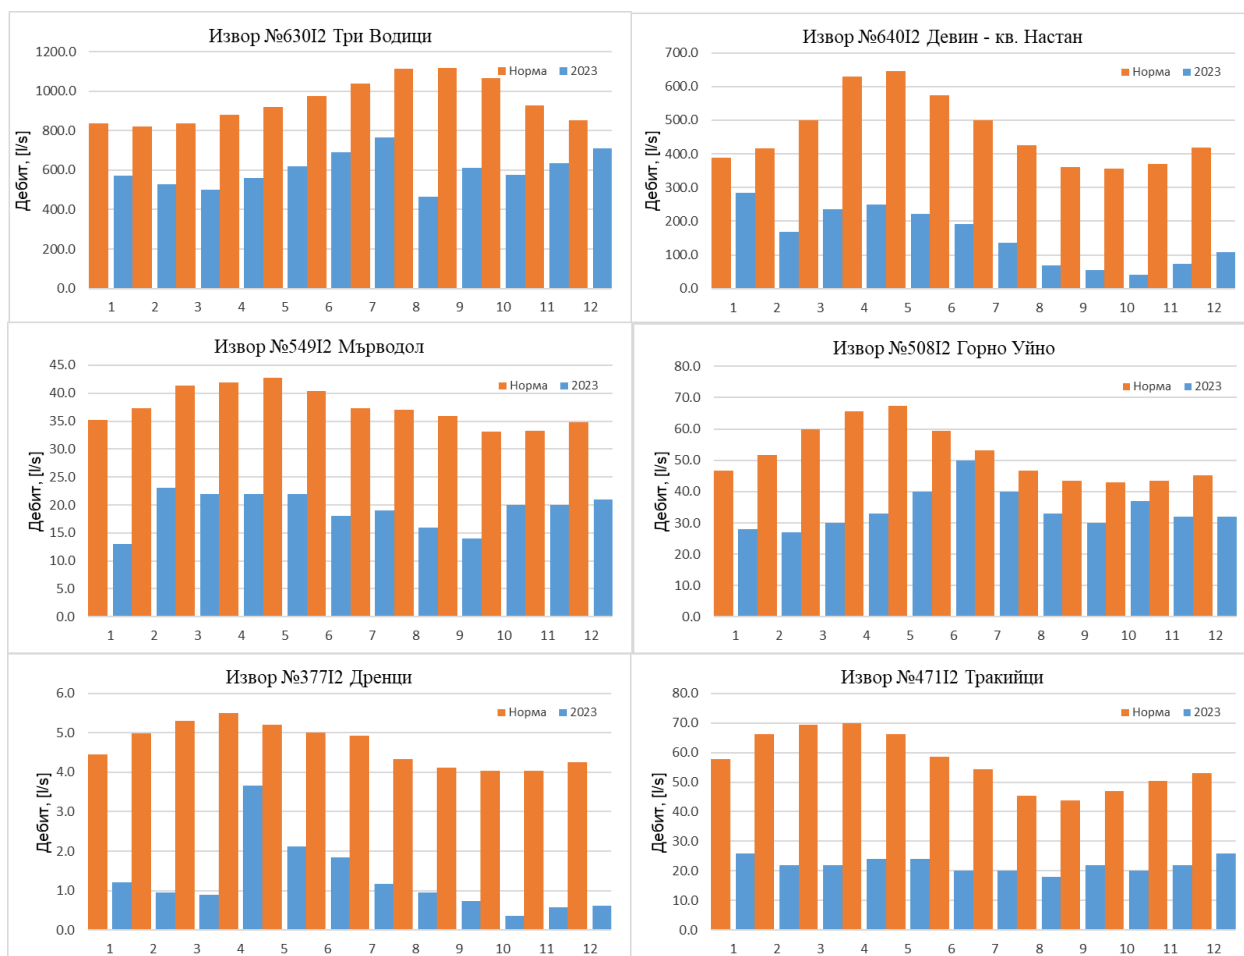 Извор №630I2 Три Водици
Норма 2023
Дебит, [l/s]
1200.0
1000.0
800.0
600.0
400.0
200.0
0.0
1 2 3 4 5 6 7 8 9 10 11 12
Извор №640I2 Девин - кв. Настан
Норма 2023
Дебит, [l/s]
700.0
600.0
500.0
400.0
300.0
200.0
100.0
0.0
1 2 3 4 5 6 7 8 9 10 11 12
Извор №549I2 Мърводол
Норма 2023
Дебит, [l/s]
45.0
40.0
35.0
30.0
25.0
20.0
15.0
10.0
5.0
0.0
1 2 3 4 5 6 7 8 9 10 11 12
Извор №508I2 Горно Уйно
Норма 2023
Дебит, [l/s]
80.0
70.0
60.0
50.0
40.0
30.0
20.0
10.0
0.0
1 2 3 4 5 6 7 8 9 10 11 12
Извор №377I2 Дренци
Норма 2023
Дебит, [l/s]
6.0
5.0
4.0
3.0
2.0
1.0
0.0
1 2 3 4 5 6 7 8 9 10 11 12
Извор №471I2 Тракийци
Норма 2023
Дебит, [l/s]
80.0
70.0
60.0
50.0
40.0
30.0
20.0
10.0
0.0
1 2 3 4 5 6 7 8 9 10 11 12